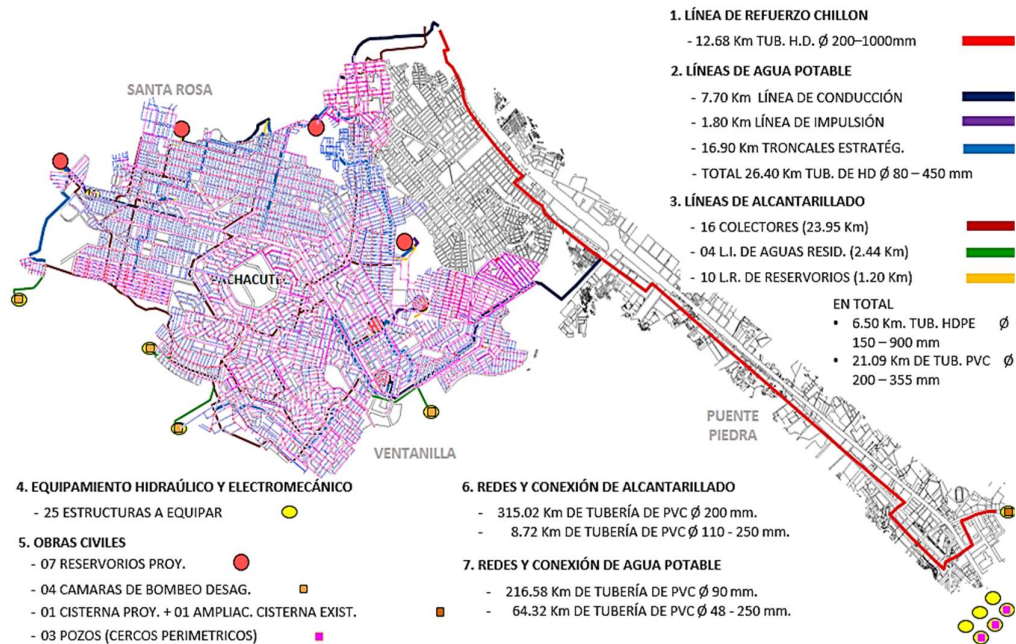 1. LÍNEA DE REFUERZO CHILLON
- 12.68 Km TUB. H.D. Ø 200–1000mm
2. LÍNEAS DE AGUA POTABLE
- 7.70 Km LÍNEA DE CONDUCCIÓN
- 1.80 Km LÍNEA DE IMPULSIÓN
- 16.90 Km TRONCALES ESTRATÉG.
- TOTAL 26.40 Km TUB. DE HD Ø 80 – 450 mm
3. LÍNEAS DE ALCANTARILLADO
- 16 COLECTORES (23.95 Km)
- 04 L.I. DE AGUAS RESID. (2.44 Km)
- 10 L.R. DE RESERVORIOS (1.20 Km)
EN TOTAL
• 6.50 Km. TUB. HDPE Ø
150 – 900 mm
• 21.09 Km DE TUB. PVC Ø
200 – 355 mm
SANTA ROSA
PACHACUTEC
VENTANILLA
PUENTE
PIEDRA
4. EQUIPAMIENTO HIDRAÚLICO Y ELECTROMECÁNICO
- 25 ESTRUCTURAS A EQUIPAR
5. OBRAS CIVILES
- 07 RESERVORIOS PROY.
- 04 CAMARAS DE BOMBEO DESAG.
- 01 CISTERNA PROY. + 01 AMPLIAC. CISTERNA EXIST.
- 03 POZOS (CERCOS PERIMETRICOS)
6. REDES Y CONEXIÓN DE ALCANTARILLADO
- 315.02 Km DE TUBERÍA DE PVC Ø 200 mm.
- 8.72 Km DE TUBERÍA DE PVC Ø 110 - 250 mm.
7. REDES Y CONEXIÓN DE AGUA POTABLE
- 216.58 Km DE TUBERÍA DE PVC Ø 90 mm.
- 64.32 Km DE TUBERÍA DE PVC Ø 48 - 250 mm.